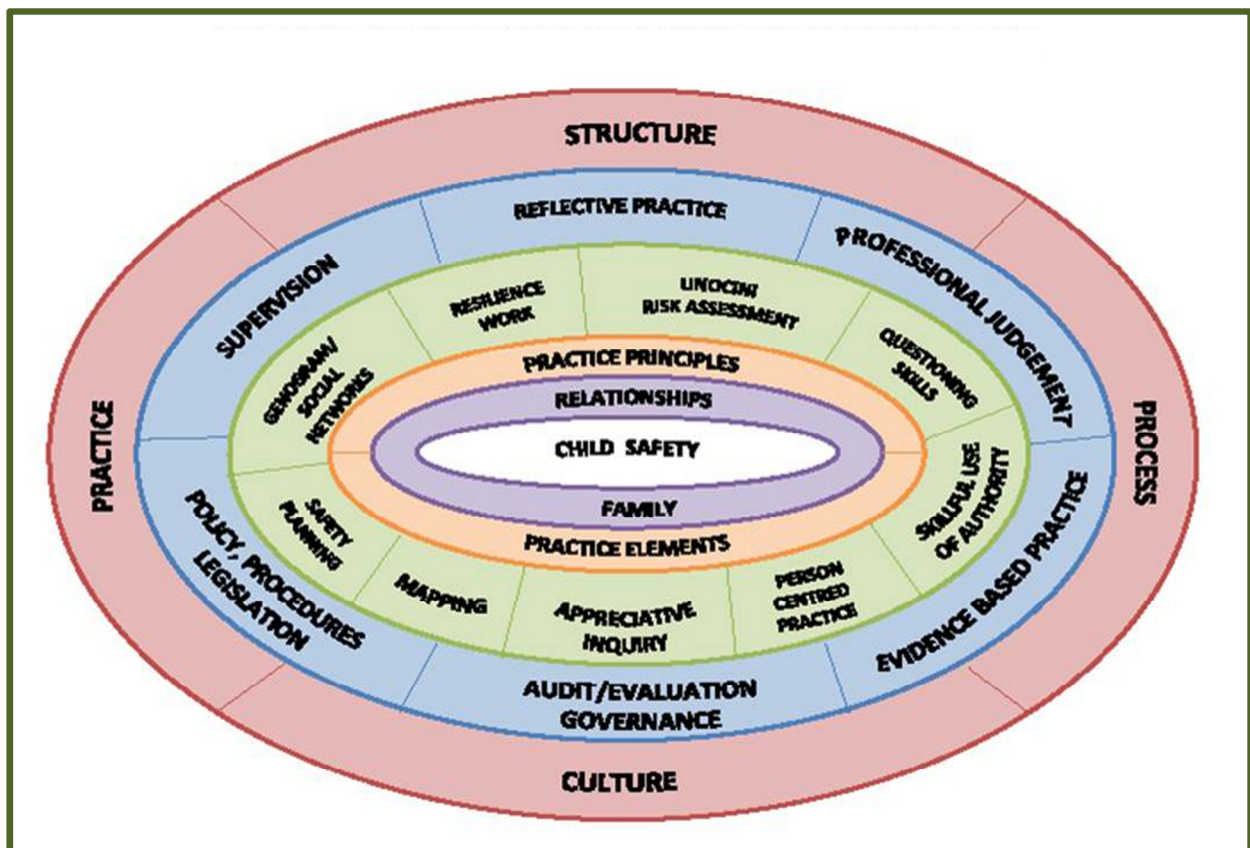 STRUCTURE
REFLECTIVE PRACTICE
PROFESSIONAL JUDGEMENT
SUPERVISION
RESILIENCE
WORK
UNOCINI
RISK ASSESSMENT
QUESTIONING
SKILLS
GENOGRAM/
SOCIAL
NETWORKS
PRACTICE PRINCIPLES
RELATIONSHIPS
CHILD SAFETY
FAMILY
PRACTICE ELEMENTS
PRACTICE
PROCESS
SKILLFUL USE
OF AUTHORITY
SAFETY
PLANNING
MAPPING
APPRECIATIVE
INQUIRY
PERSON
CENTRED
PRACTICE
POLICY, PROCEDURES
LEGISLATION
EVIDENCE BASED PRACTICE
AUDIT/EVALUATION
GOVERNANCE
CULTURE